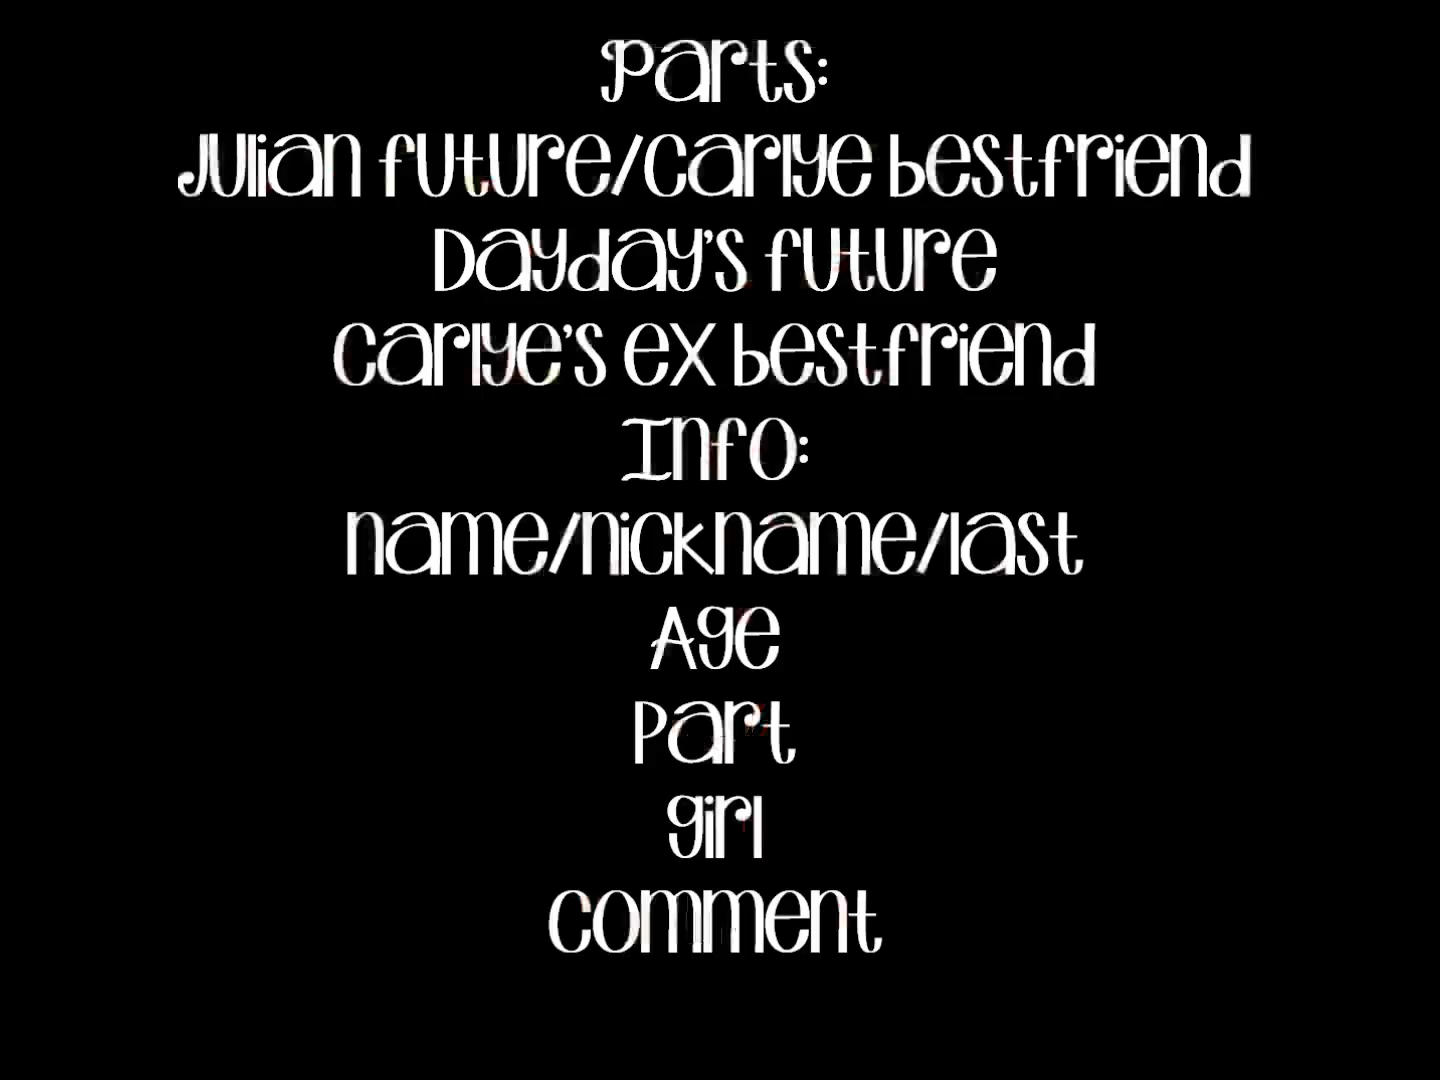 Parts:
Julian future/Carlye bestfriend
Dayday's future
Carlye's ex bestfriend
Info:
name/nickname/last
Age
Part
girl
comment